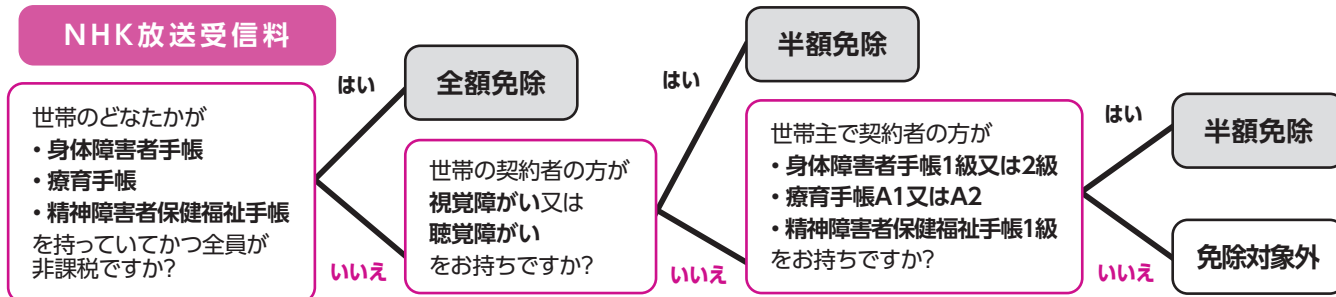 NHK放送受信料
世帯のどなたかが
・身体障害者手帳
・療育手帳
・精神障害者保健福祉手帳
を持っていてかつ全員が
非課税ですか?
はい
全額免除
いいえ
世帯の契約者の方が
視覚障がい又は
聴覚障がい
をお持ちですか?
はい
半額免除
いいえ
世帯主で契約者の方が
・身体障害者手帳1級又は2級
・療育手帳A1又はA2
・精神障害者保健福祉手帳1級
をお持ちですか?
はい
半額免除
いいえ
免除対象外